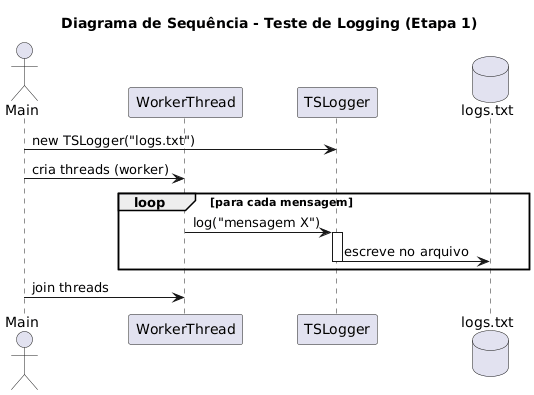 Diagrama de Sequência - Teste de Logging (Etapa 1)
Main
WorkerThread
TSLogger
logs.txt
new TSLogger("logs.txt")
cria threads (worker)
loop [para cada mensagem]
log("mensagem X")
escreve no arquivo
join threads
Main
WorkerThread
TSLogger
logs.txt